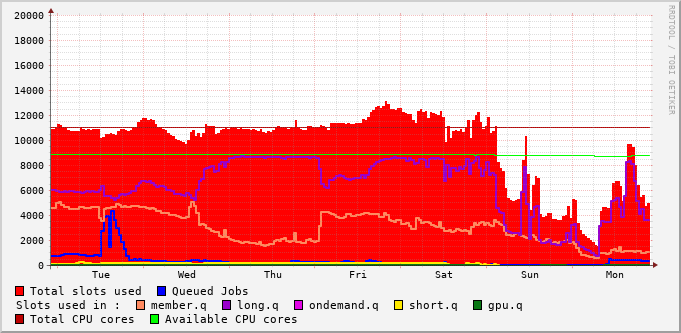 20000
18000
16000
14000
12000
10000
8000
6000
4000
2000
0
Tue Wed Thu Fri Sat Sun Mon
RRDTOOL / TOBI OETIKER
Total slots used Queued Jobs
Slots used in : member.q long.q ondemand.q short.q gpu.q
Total CPU cores Available CPU cores